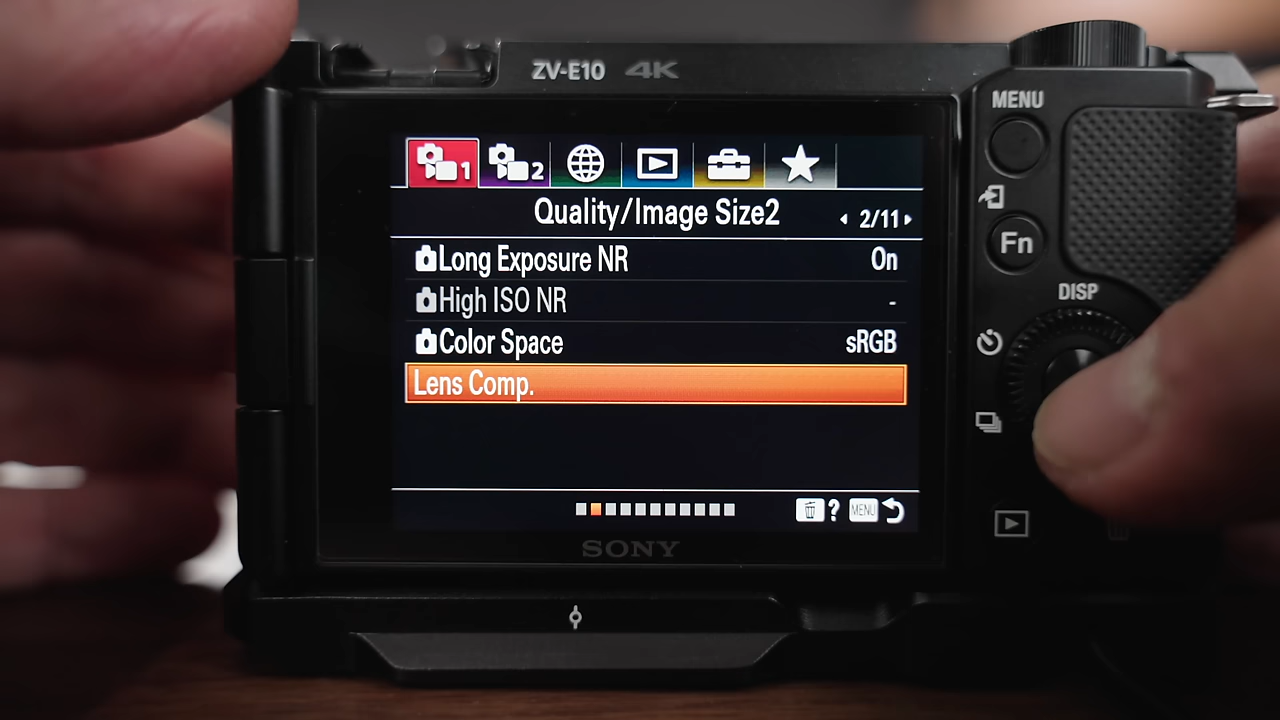 ZV-E10 4K
MENU
1 2
Quality/Image Size2 2/11
Long Exposure NR On
Fn
High ISO NR -
DISP
Color Space sRGB
Lens Comp.
? MENU
SONY